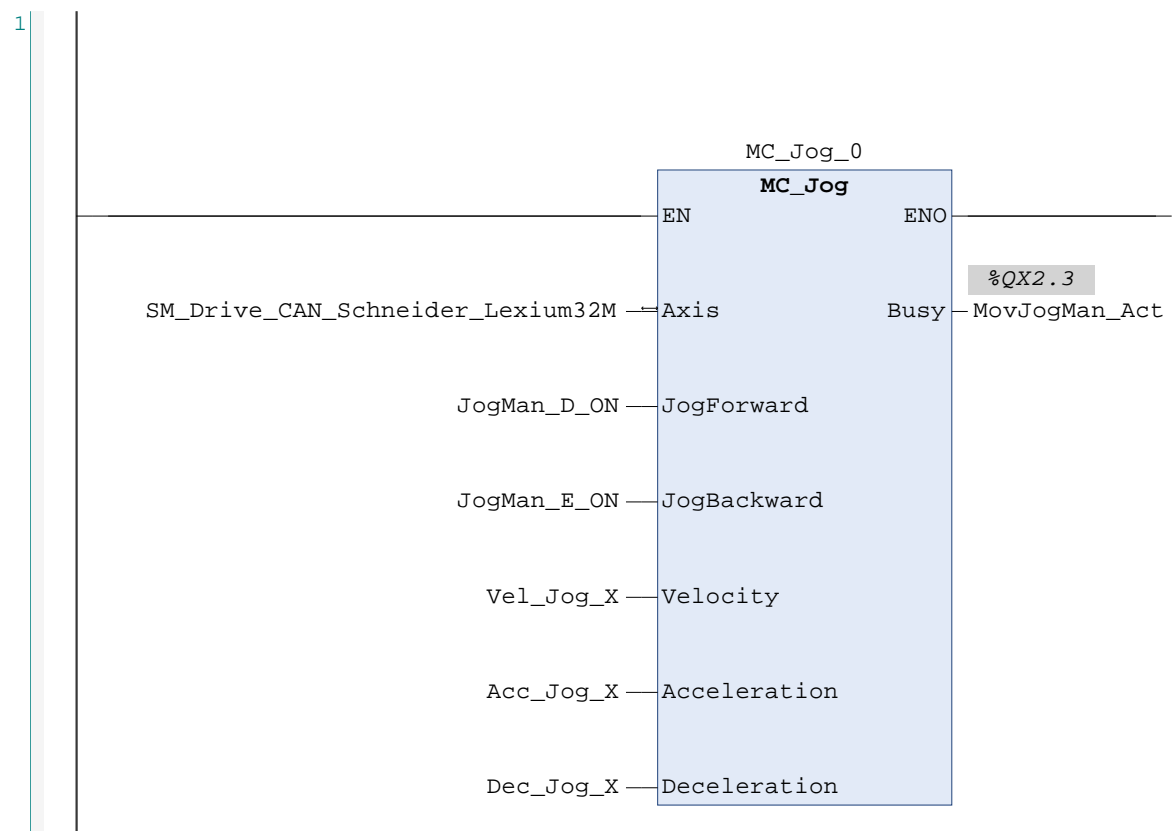 1
MC_Jog_0
MC_Jog
EN ENO
%QX2.3
SM_Drive_CAN_Schneider_Lexium32M Axis Busy MovJogMan_Act
JogMan_D_ON JogForward
JogMan_E_ON JogBackward
Vel_Jog_X Velocity
Acc_Jog_X Acceleration
Dec_Jog_X Deceleration